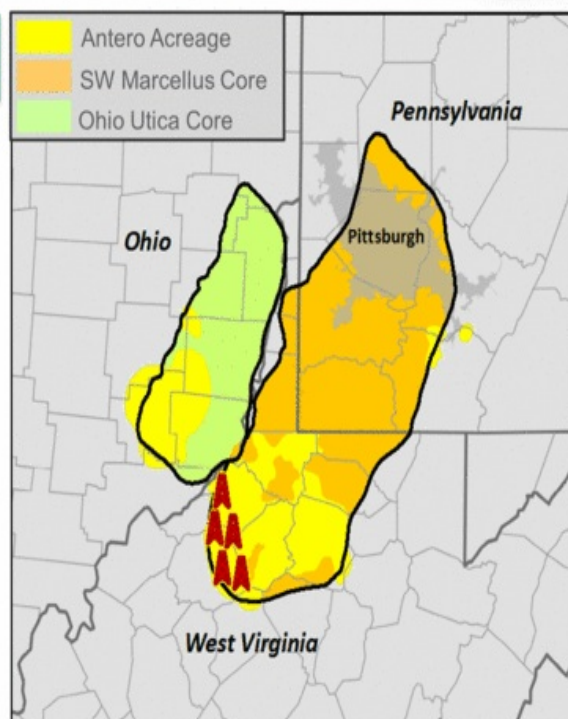 Antero Acreage
SW Marcellus Core
Ohio Utica Core
Pennsylvania
Ohio
Pittsburgh
West Virginia